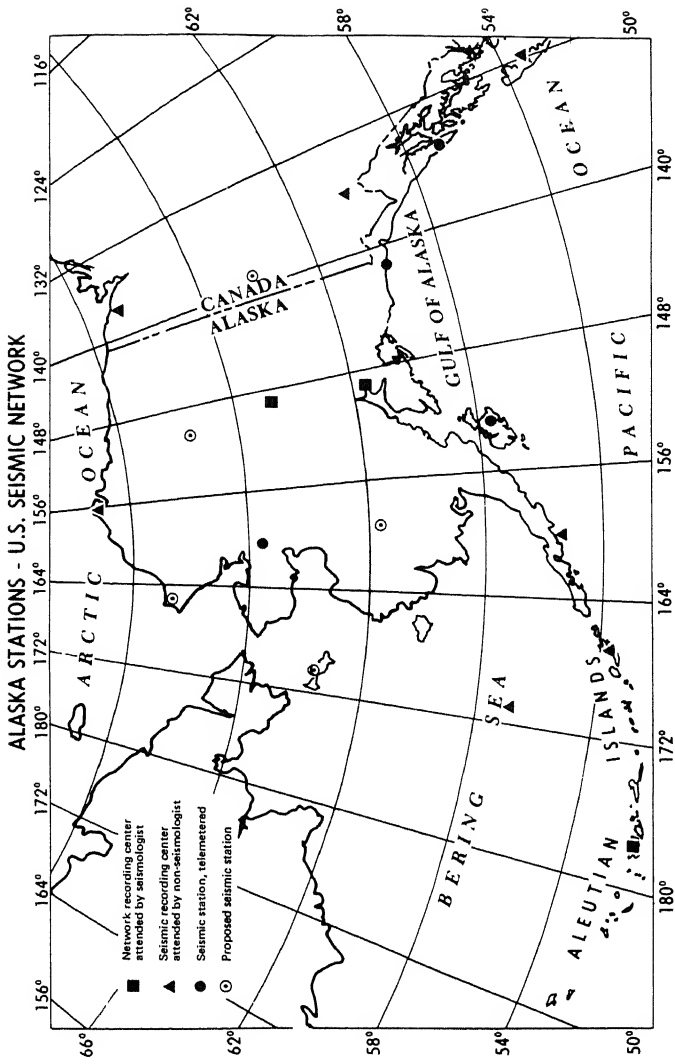 ALASKA STATIONS - U.S. SEISMIC NETWORK
156° 164° 172° 180° 172° 164° 156° 148° 140° 132° 124° 116°
66°
62°
58°
54°
50°
ARCTIC OCEAN
Network recording center
attended by seismologist
Seismic recording center
attended by non-seismologist
Seismic station, telemetered
Proposed seismic station
CANADA
ALASKA
GULF OF ALASKA
BERING SEA
ALEUTIAN ISLANDS
PACIFIC OCEAN
62°
58°
54°
50°
180° 172° 164° 156° 148° 140°